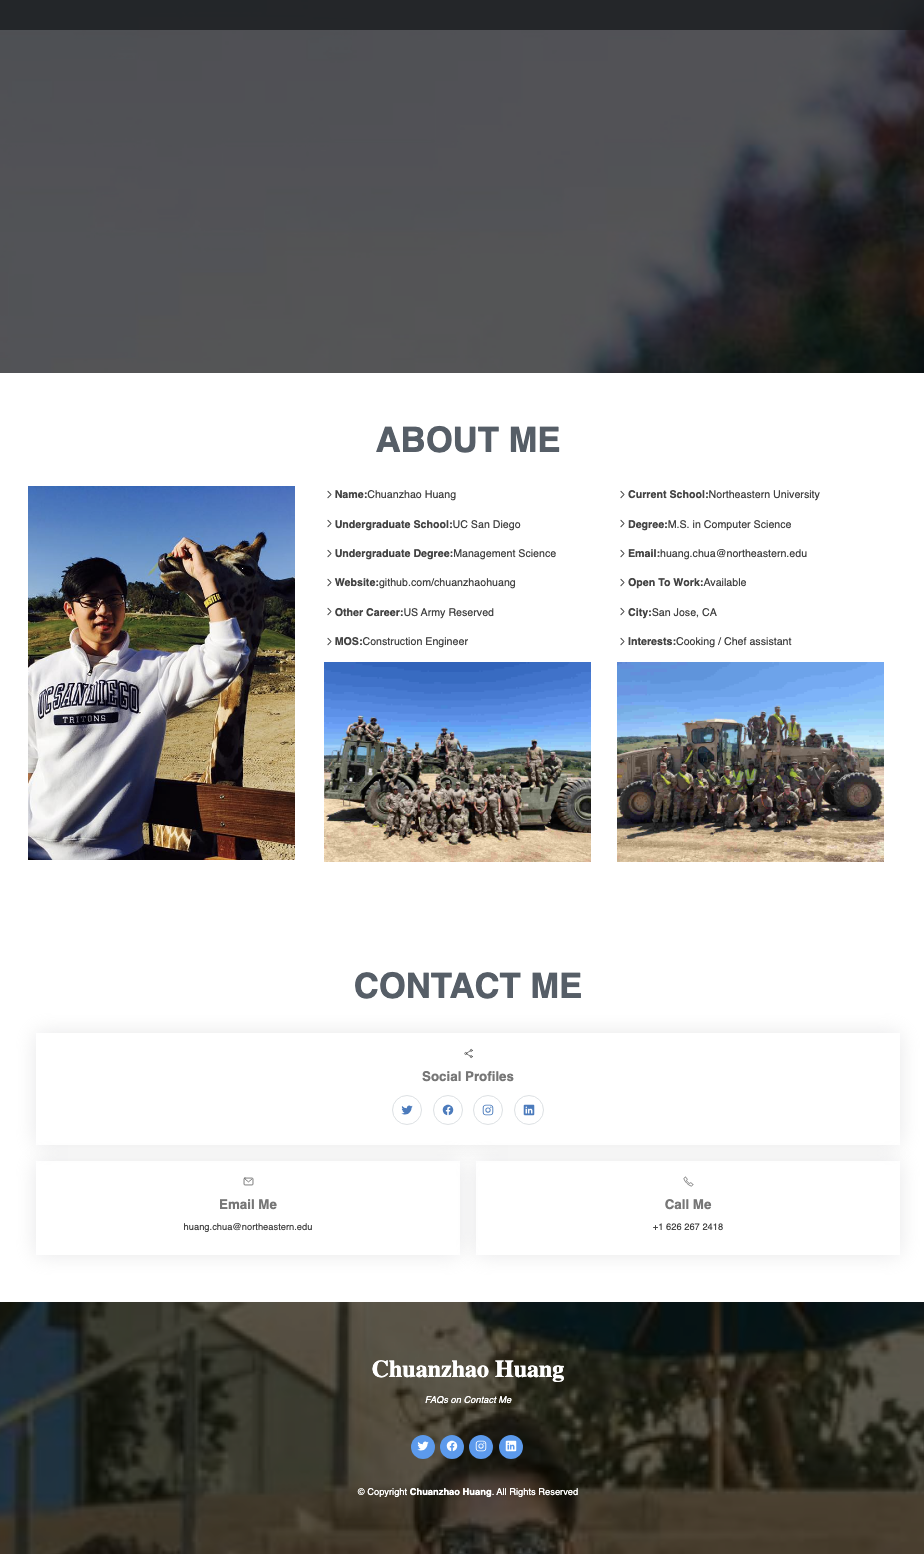 ABOUT ME
Name:Chuanzhao Huang
Undergraduate School:UC San Diego
Undergraduate Degree:Management Science
Website:github.com/chuanzhaohuang
Other Career:US Army Reserved
MOS:Construction Engineer
Current School:Northeastern University
Degree:M.S. in Computer Science
Email:huang.chua@northeastern.edu
Open To Work:Available
City:San Jose, CA
Interests:Cooking / Chef assistant
UC SAN DIEGO
TRITONS
CONTACT ME
Social Profiles
Email Me
huang.chua@northeastern.edu
Call Me
+1 626 267 2418
Chuanzhao Huang
FAQs on Contact Me
© Copyright Chuanzhao Huang. All Rights Reserved